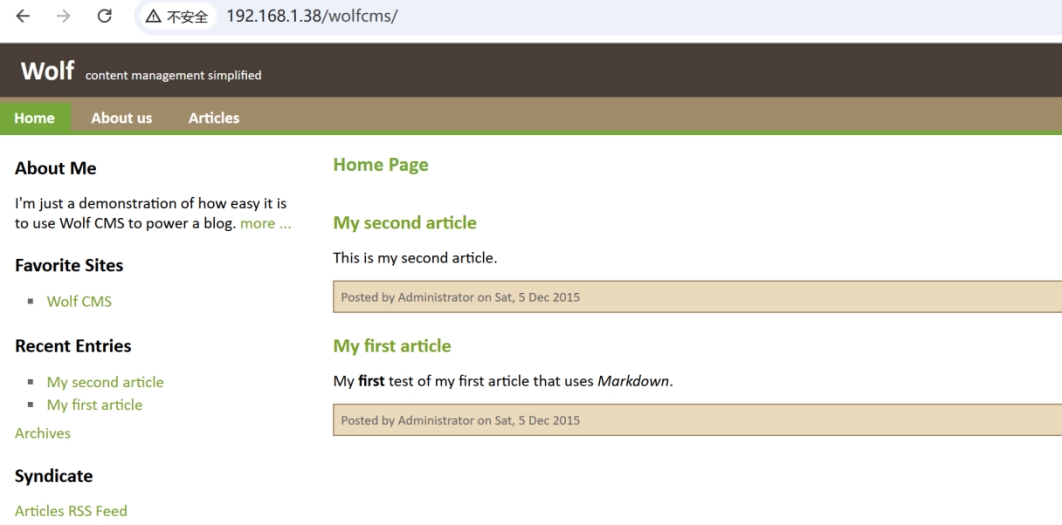 不安全 192.168.1.38/wolfcms/
Wolf content management simplified
Home About us Articles
About Me
I'm just a demonstration of how easy it is
to use Wolf CMS to power a blog. more ...
Favorite Sites
Wolf CMS
Recent Entries
My second article
My first article
Archives
Syndicate
Articles RSS Feed
Home Page
My second article
This is my second article.
Posted by Administrator on Sat, 5 Dec 2015
My first article
My first test of my first article that uses Markdown.
Posted by Administrator on Sat, 5 Dec 2015